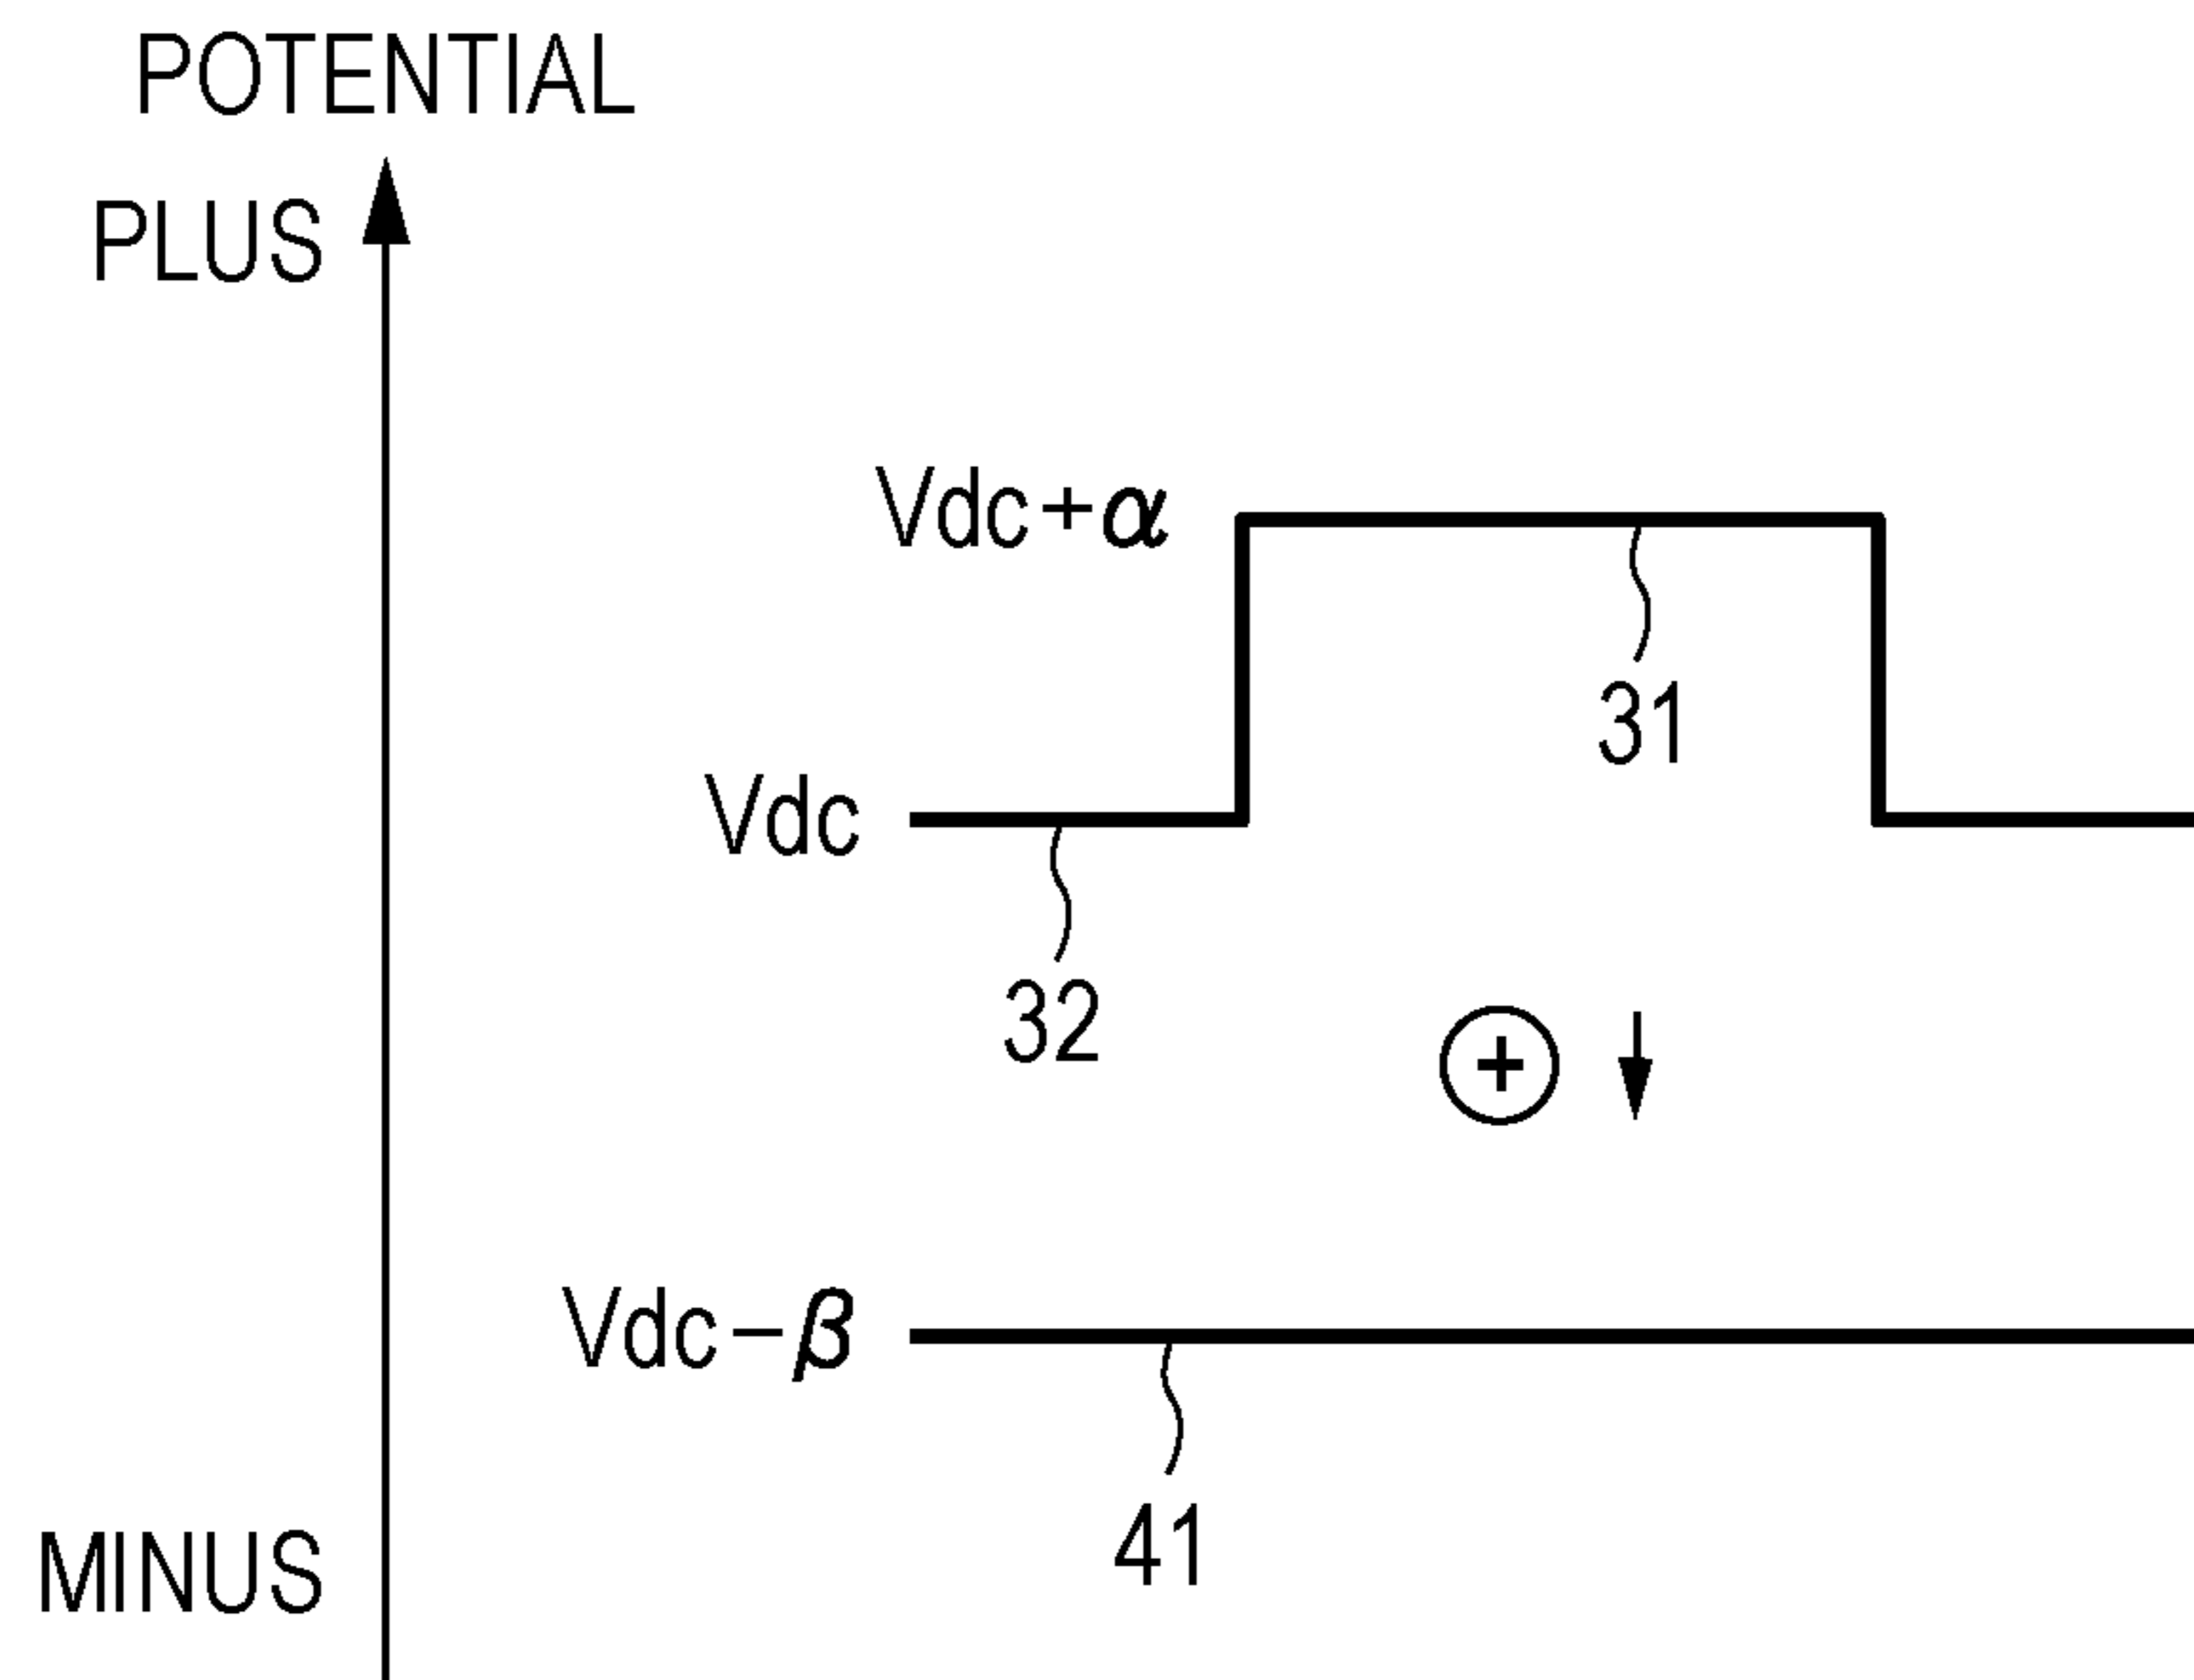 POTENTIAL
PLUS
Vdc+α
31
Vdc
32
+
Vdc−β
41
MINUS